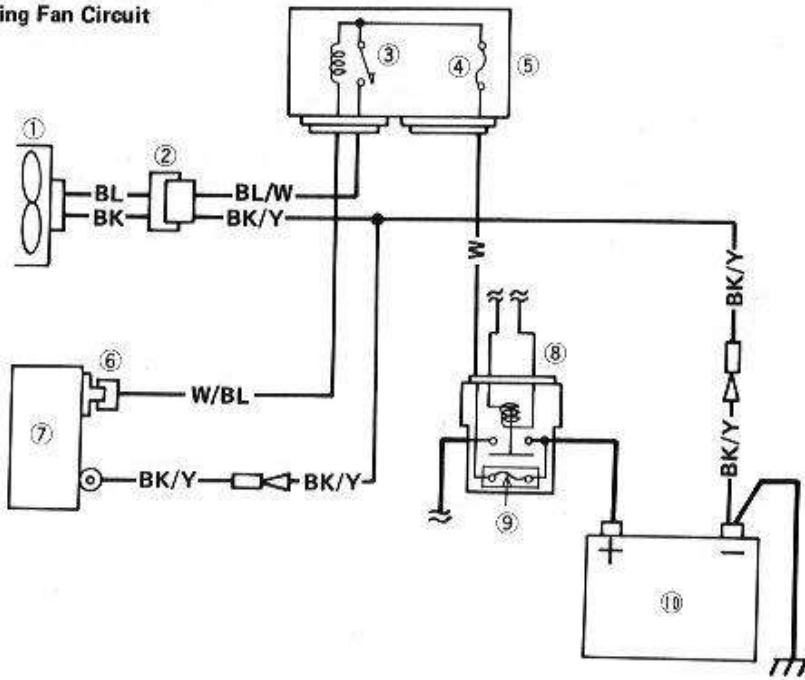 ing Fan Circuit
③
④
⑤
①
②
BL
BL/W
BK
BK/Y
W
BK/Y
⑧
⑥
W/BL
⑦
BK/Y
BK/Y
BK/Y
⑨
+
−
⑩